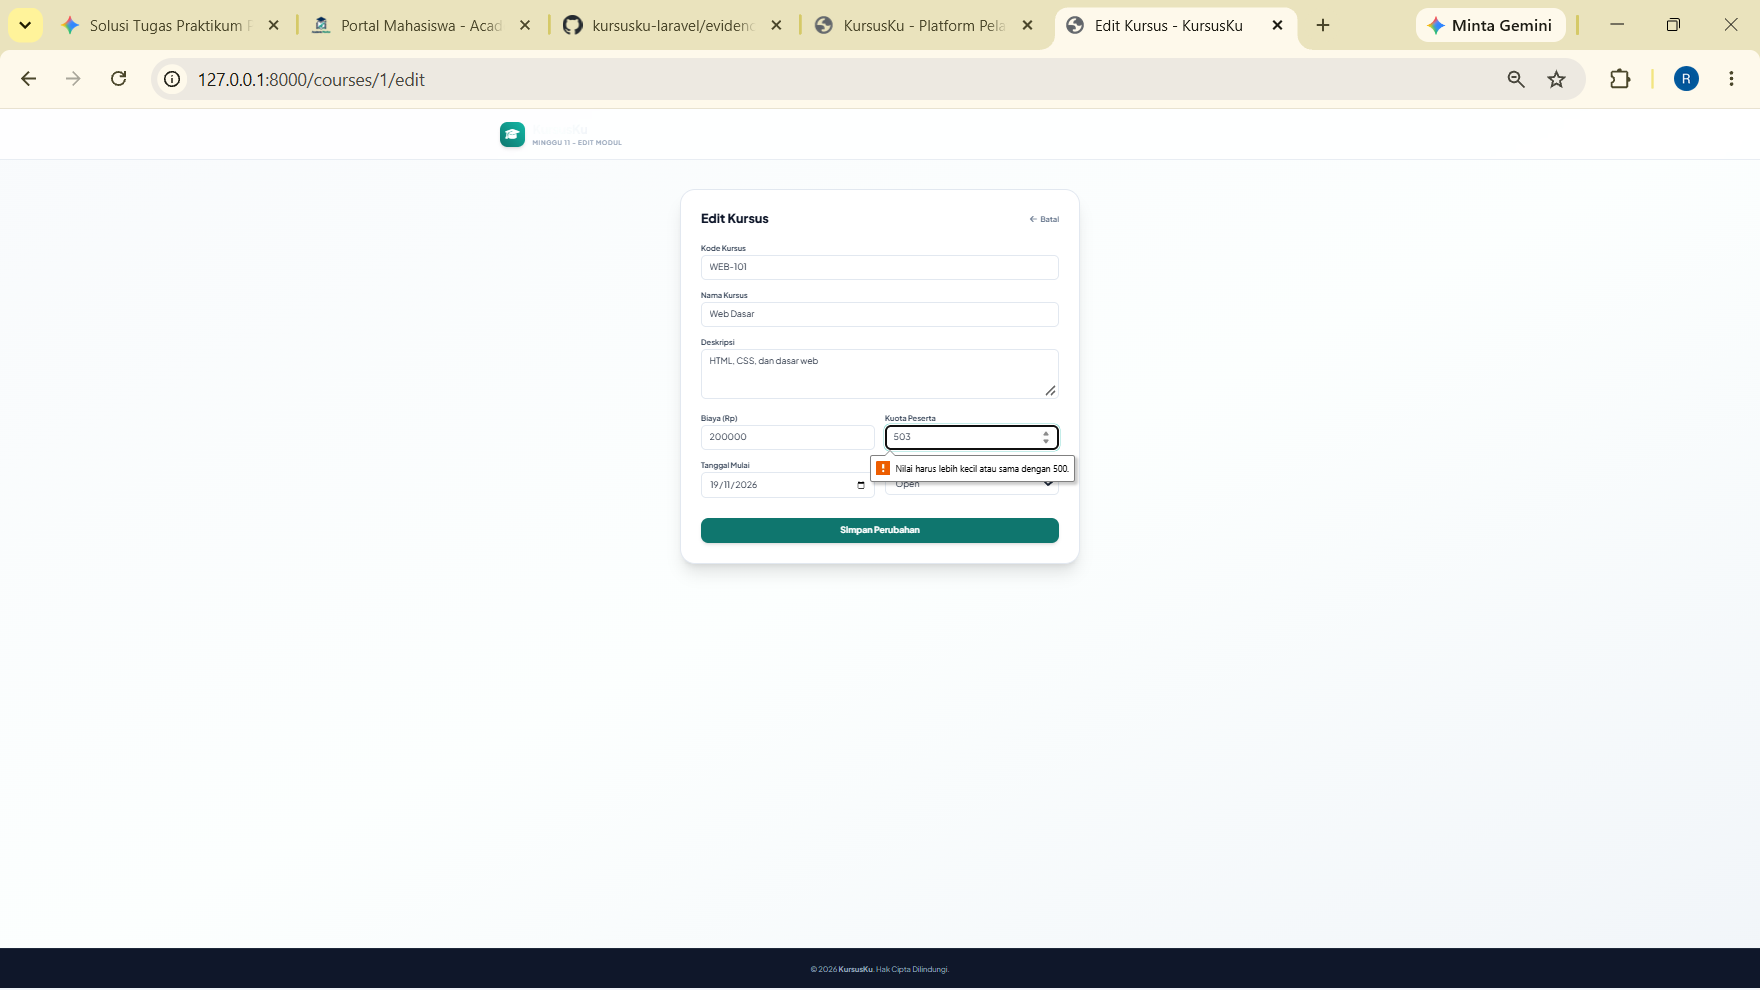 Solusi Tugas Praktikum P
Portal Mahasiswa - Acad
kursusku-laravel/evidenc
KursusKu - Platform Pela
Edit Kursus - KursusKu
Minta Gemini
127.0.0.1:8000/courses/1/edit
R
Ku
MINGGU 11 - EDIT MODUL
Edit Kursus
← Batal
Kode Kursus
WEB-101
Nama Kursus
Web Dasar
Deskripsi
HTML, CSS, dan dasar web
Biaya (Rp)
Kuota Peserta
200000
503
Tanggal Mulai
! Nilai harus lebih kecil atau sama dengan 500.
19/11/2026
Open
Simpan Perubahan
© 2026 KursusKu. Hak Cipta Dilindungi.